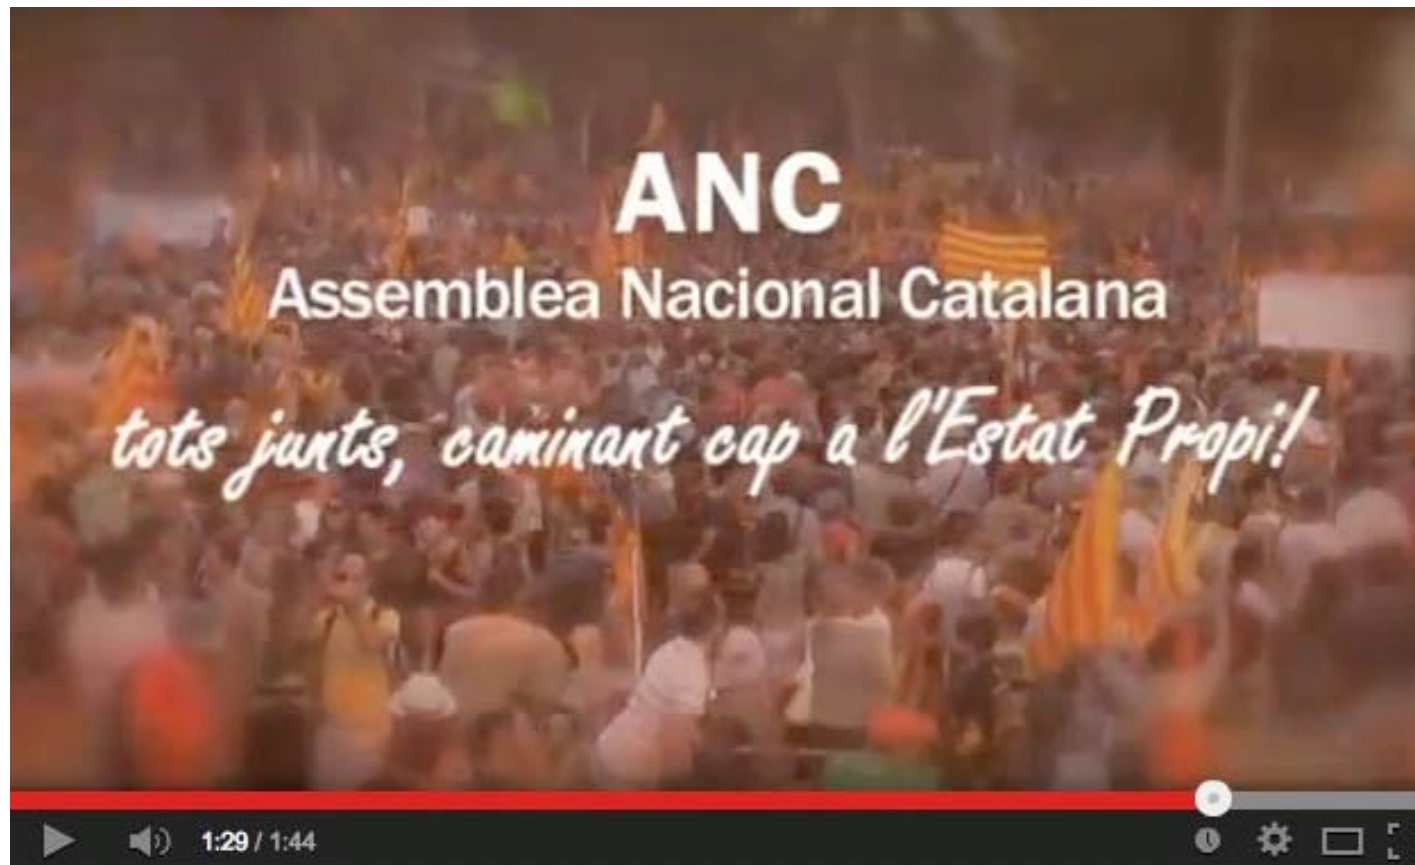 ANC
Assemblea Nacional Catalana
tots junts, caminant cap a l'Estat Propi!
1:29 / 1:44